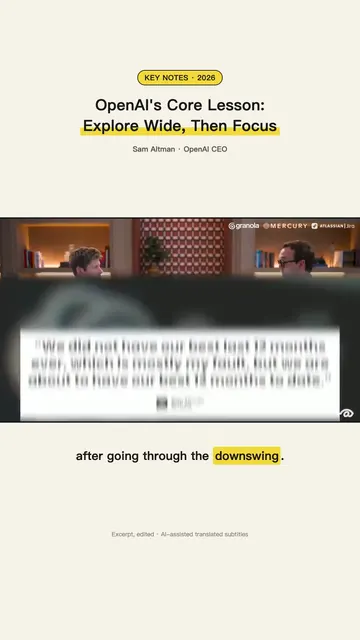 KEY NOTES · 2026
OpenAI's Core Lesson:
Explore Wide, Then Focus
Sam Altman · OpenAI CEO
granola MERCURY ATLASSIAN
"We did not have our best last 12 months
ever, which is mostly my fault, but we are
about to have our best 12 months to date."
after going through the downswing.
Excerpt, edited · AI-assisted translated subtitles